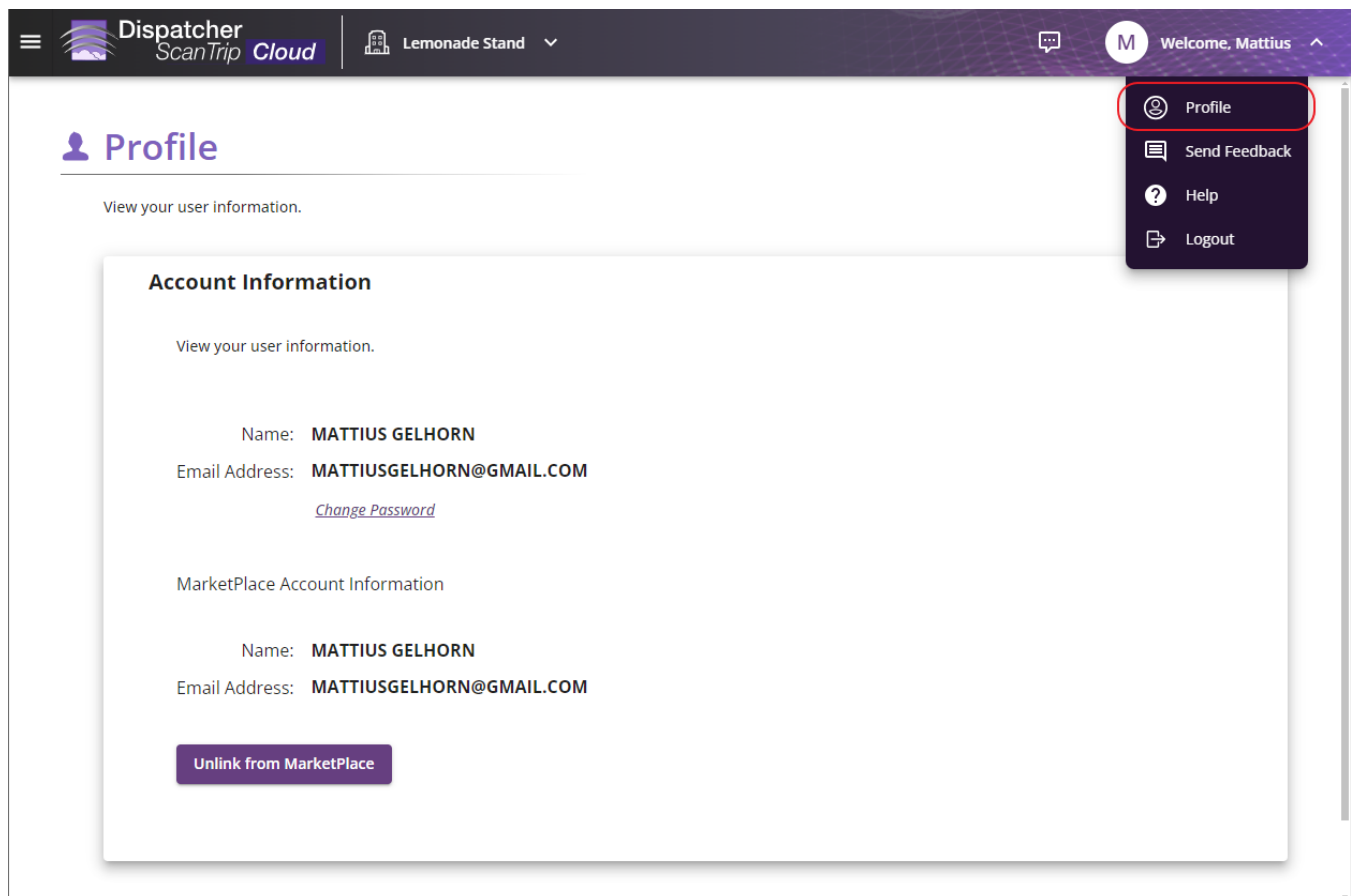 Dispatcher
ScanTrip Cloud
Lemonade Stand
M Welcome, Mattius
Profile
Send Feedback
Help
Logout
Profile
View your user information.
Account Information
View your user information.
Name: MATTIUS GELHORN
Email Address: MATTIUSGELHORN@GMAIL.COM
Change Password
MarketPlace Account Information
Name: MATTIUS GELHORN
Email Address: MATTIUSGELHORN@GMAIL.COM
Unlink from MarketPlace